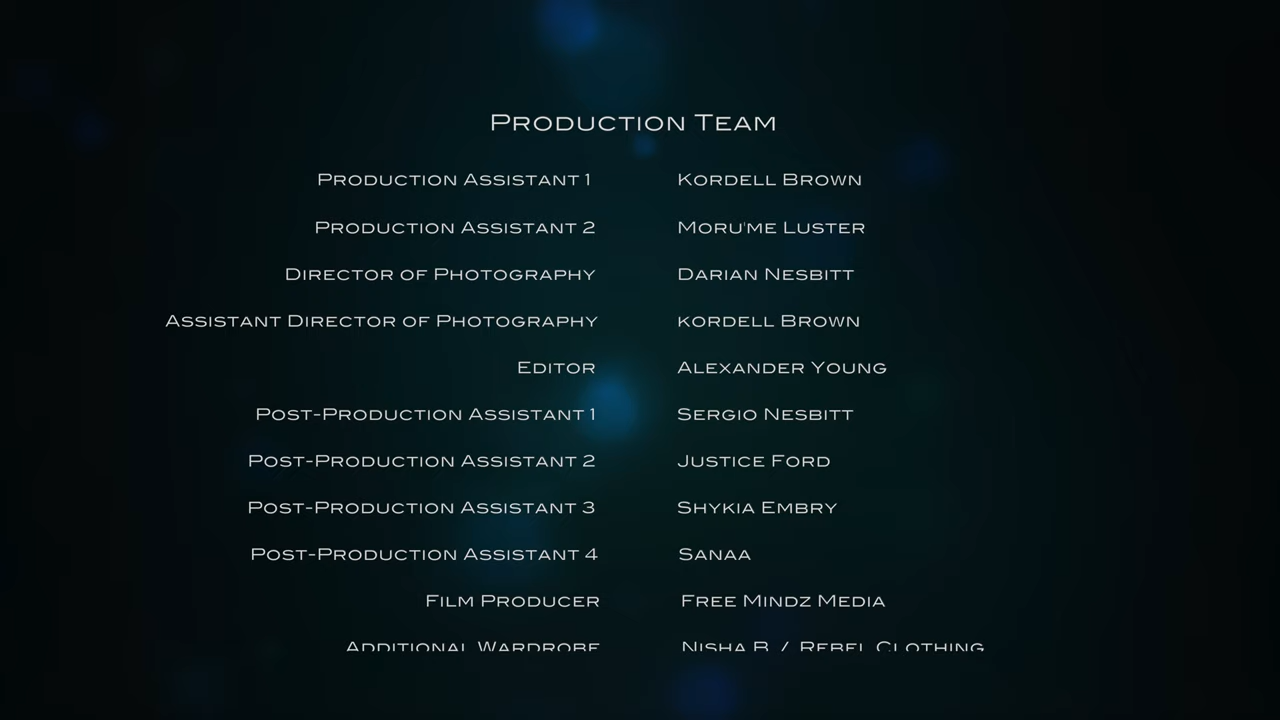 Production Team
Production Assistant 1 Kordell Brown
Production Assistant 2 Moru'me Luster
Director of Photography Darian Nesbitt
Assistant Director of Photography kordell Brown
Editor Alexander Young
Post-Production Assistant 1 Sergio Nesbitt
Post-Production Assistant 2 Justice Ford
Post-Production Assistant 3 Shykia Embry
Post-Production Assistant 4 Sanaa
Film Producer Free Mindz Media
Additional Wardrobe Nisha / Rebel Clothing